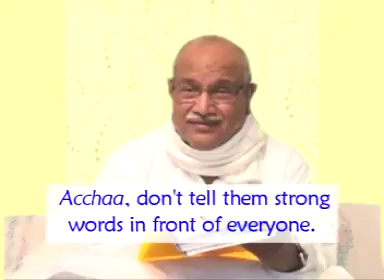 Acchaa, don't tell them strong
words in front of everyone.